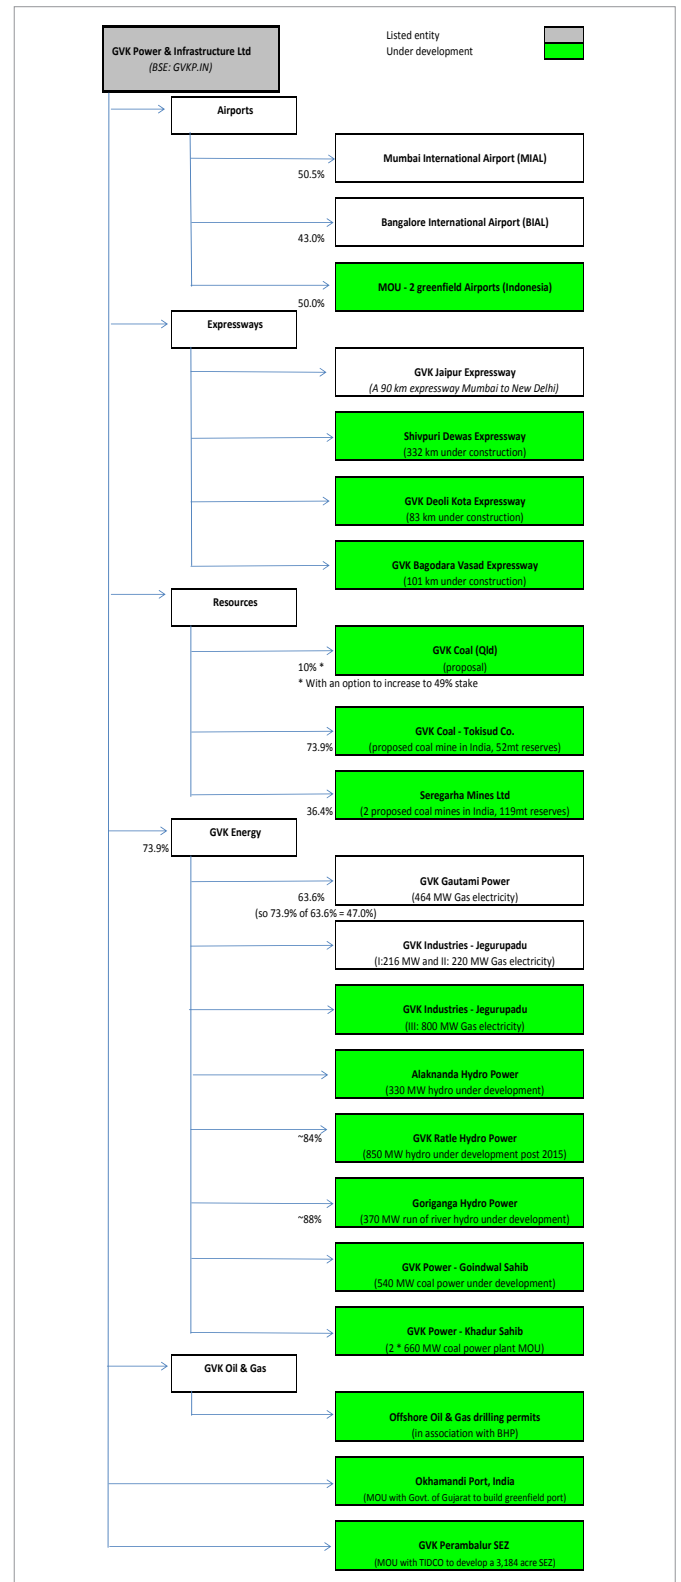 GVK Power & Infrastructure Ltd
(BSE: GVKP.IN)
Listed entity
Under development
Airports
Mumbai International Airport (MIAL)
50.5%
Bangalore International Airport (BIAL)
43.0%
MOU - 2 greenfield Airports (Indonesia)
50.0%
Expressways
GVK Jaipur Expressway
(A 90 km expressway Mumbai to New Delhi)
Shivpuri Dewas Expressway
(332 km under construction)
GVK Deoli Kota Expressway
(83 km under construction)
GVK Bagodara Vasad Expressway
(101 km under construction)
Resources
GVK Coal (Qld)
(proposal)
10% *
* With an option to increase to 49% stake
GVK Coal - Tokisud Co.
(proposed coal mine in India, 52mt reserves)
73.9%
Seregarha Mines Ltd
(2 proposed coal mines in India, 119mt reserves)
36.4%
GVK Energy
73.9%
GVK Gautami Power
(464 MW Gas electricity)
63.6%
(so 73.9% of 63.6% = 47.0%)
GVK Industries - Jegurupadu
(I:216 MW and II: 220 MW Gas electricity)
GVK Industries - Jegurupadu
(III: 800 MW Gas electricity)
Alaknanda Hydro Power
(330 MW hydro under development)
~84%
GVK Ratle Hydro Power
(850 MW hydro under development post 2015)
Goriganga Hydro Power
(370 MW run of river hydro under development)
~88%
GVK Power - Goindwal Sahib
(540 MW coal power under development)
GVK Power - Khadur Sahib
(2 * 660 MW coal power plant MOU)
GVK Oil & Gas
Offshore Oil & Gas drilling permits
(in association with BHP)
Okhamandi Port, India
(MOU with Govt. of Gujarat to build greenfield port)
GVK Perambalur SEZ
(MOU with TIDCO to develop a 3,184 acre SEZ)